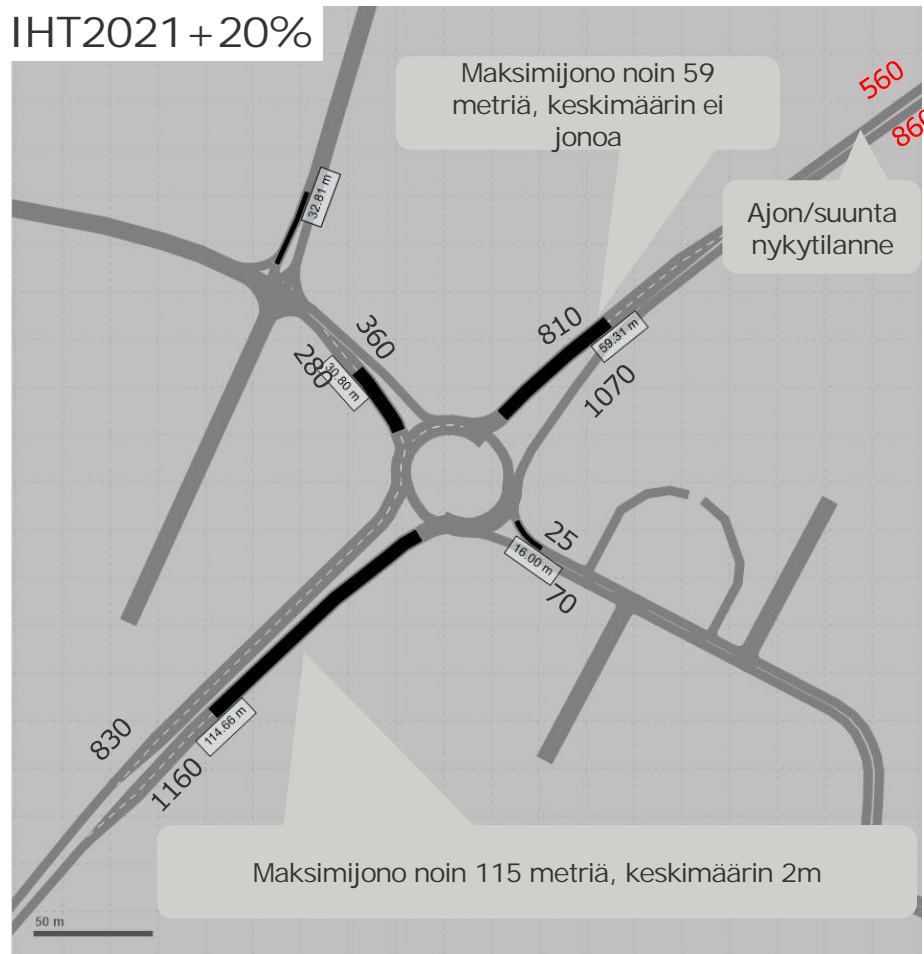 IHT2021+20%
Maksimijono noin 59
metriä, keskimäärin ei
jonoa
560
860
Ajon/suunta
nykytilanne
32.81 m
360
280
30.80 m
810
59.31 m
1070
25
16.00 m
70
830
114.66 m
1160
Maksimijono noin 115 metriä, keskimäärin 2m
50 m